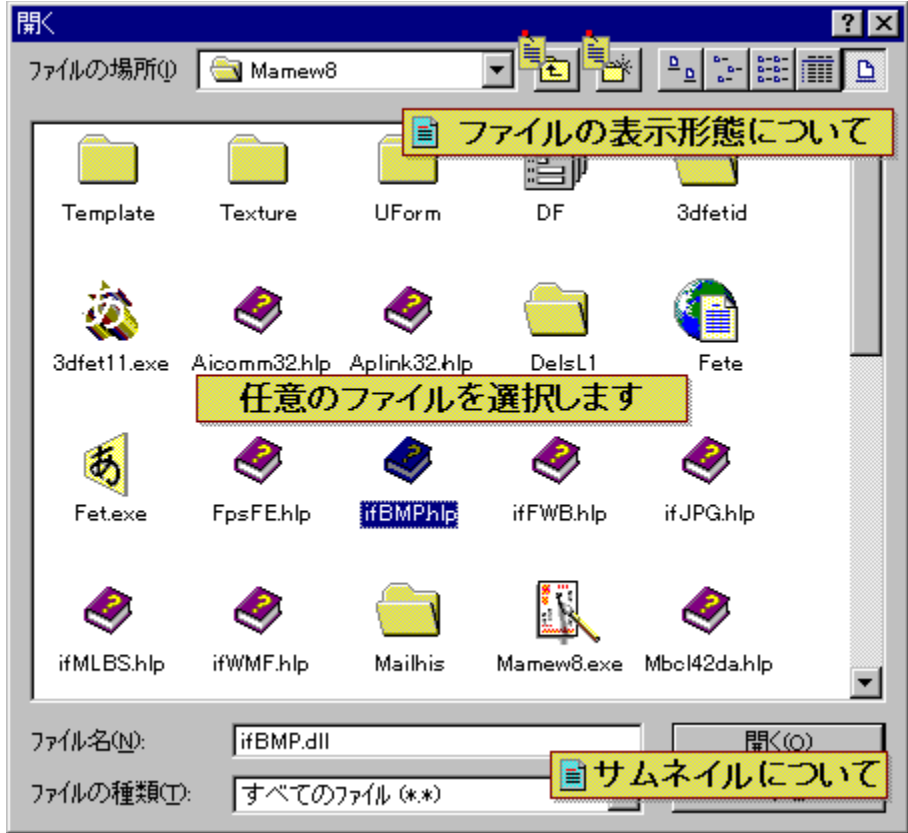 開く
ファイルの場所(I)
Mamew8
ファイルの表示形態について
Template
Texture
UForm
DF
3dfetid
3dfet11.exe
Aicomm32.hlp
Aplink32.hlp
DelsL1
Fete
任意のファイルを選択します
Fet.exe
FpsFE.hlp
ifBMP.hlp
ifFWB.hlp
ifJPG.hlp
ifMLBS.hlp
ifWMF.hlp
Mailhis
Mamew8.exe
Mbcl42da.hlp
ファイル名(N):
ifBMP.dll
開く(O)
サムネイルについて
ファイルの種類(T):
すべてのファイル (*.*)